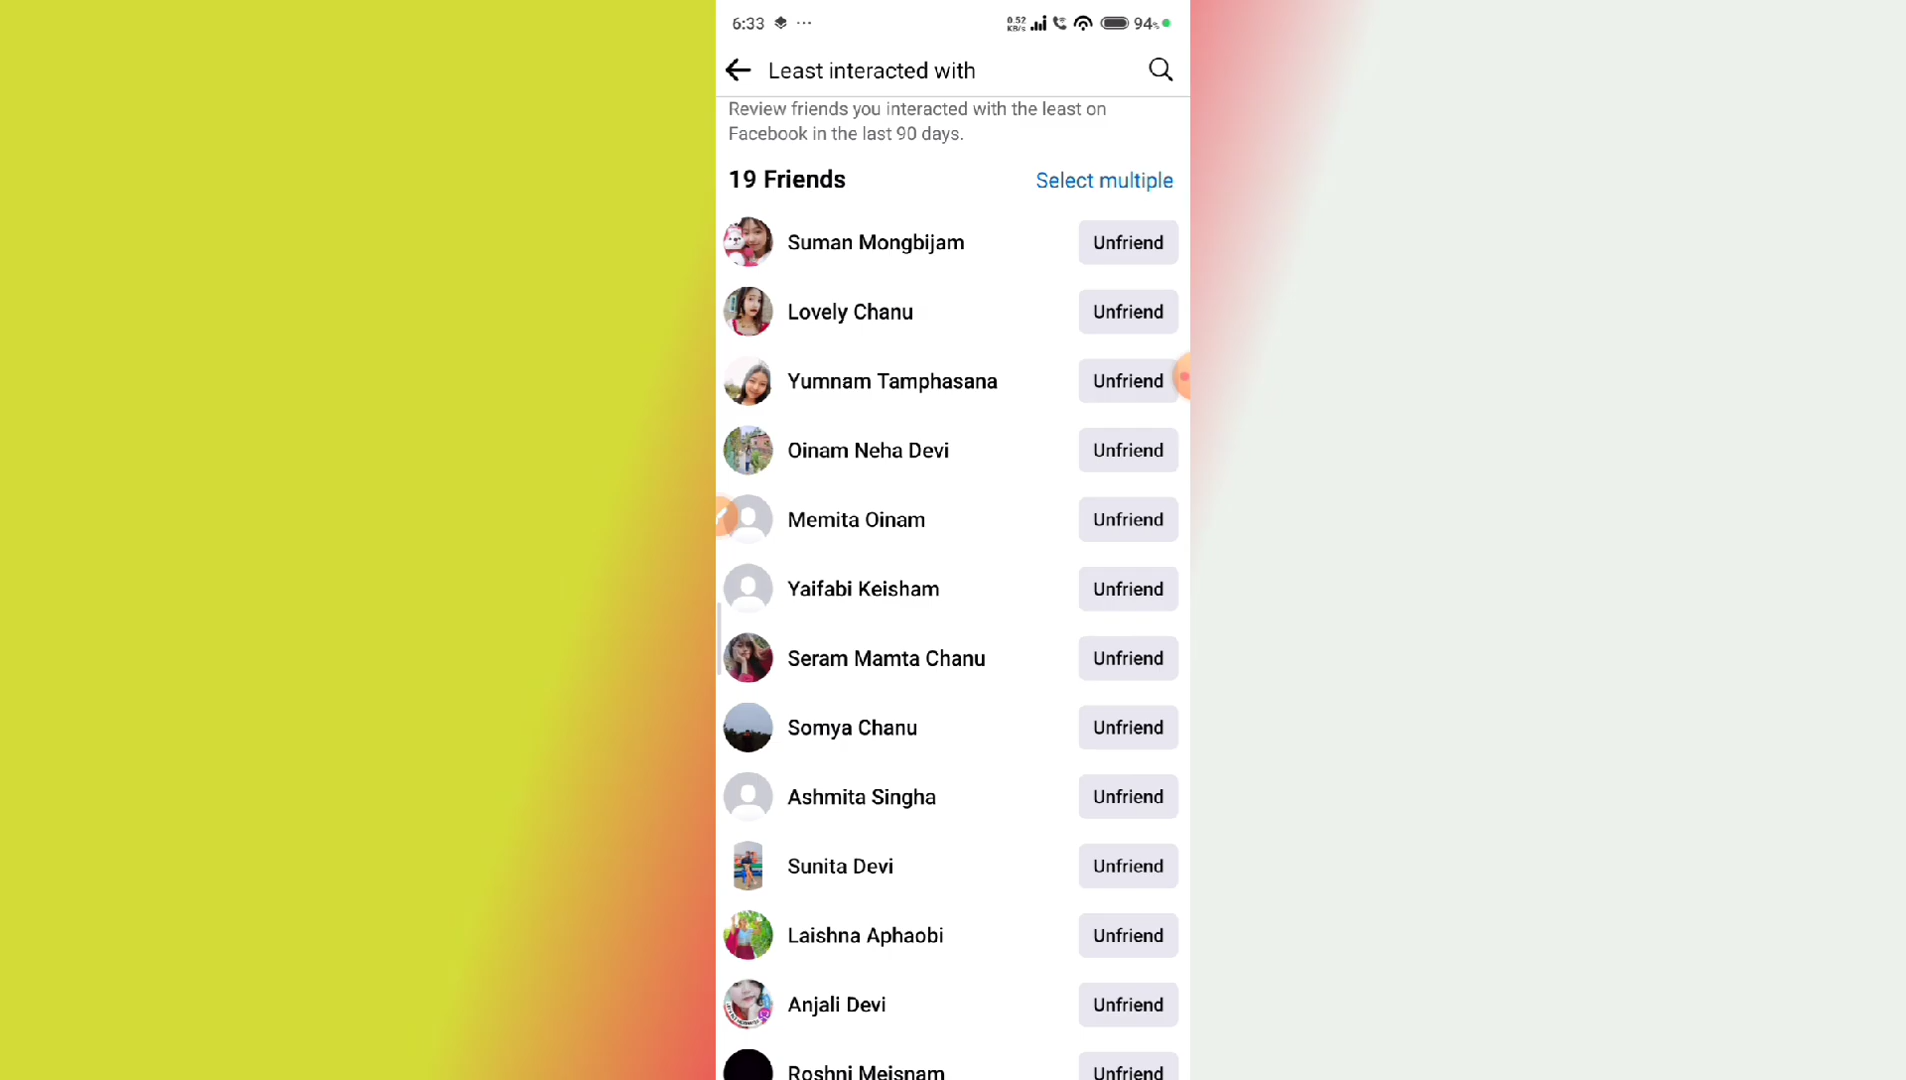 6:33 ... 0.52 KB/s 94%
Least interacted with
Review friends you interacted with the least on
Facebook in the last 90 days.
19 Friends Select multiple
Suman Mongbijam Unfriend
Lovely Chanu Unfriend
Yumnam Tamphasana Unfriend
Oinam Neha Devi Unfriend
Memita Oinam Unfriend
Yaifabi Keisham Unfriend
Seram Mamta Chanu Unfriend
Somya Chanu Unfriend
Ashmita Singha Unfriend
Sunita Devi Unfriend
Laishna Aphaobi Unfriend
Anjali Devi Unfriend
Roshni Meisnam Unfriend